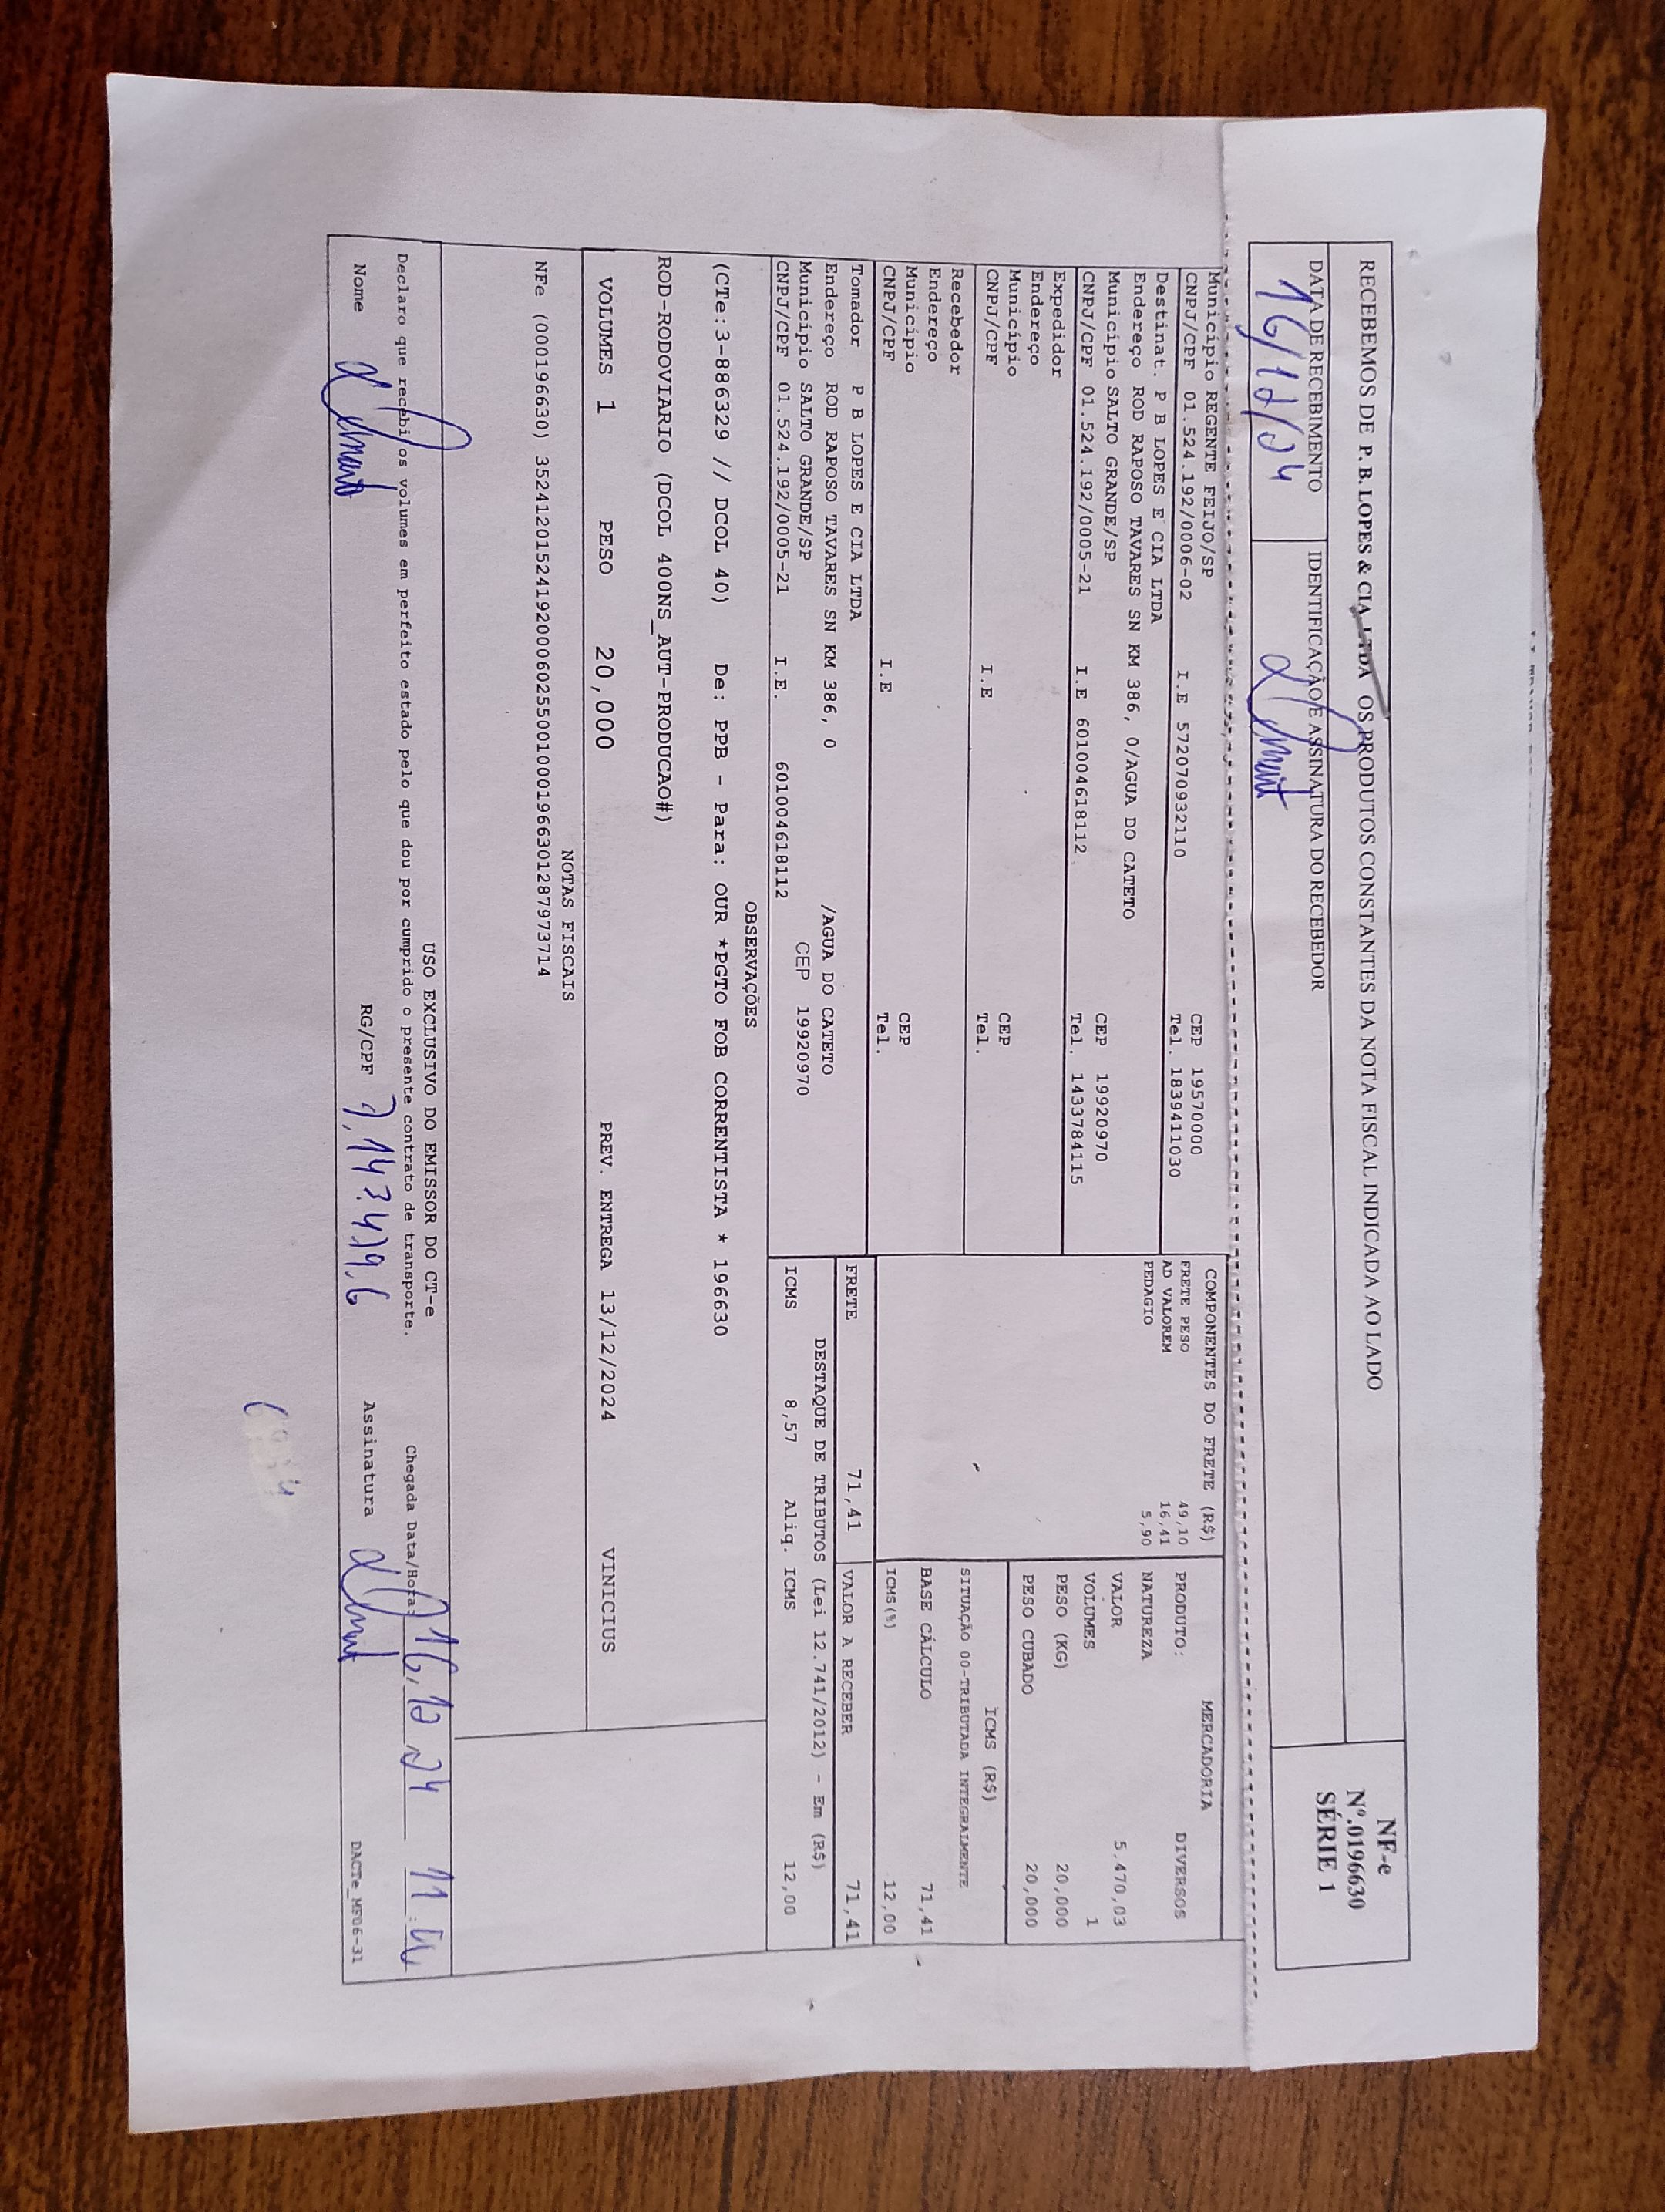 RECEBEMOS DE P. B. LOPES & CIA LTDA OS PRODUTOS CONSTANTES DA NOTA FISCAL INDICADA AO LADO
NF-e
Nº.0196630
SÉRIE 1
DATA DE RECEBIMENTO
IDENTIFICAÇÃO E ASSINATURA DO RECEBEDOR
16/12/24
Município REGENTE FEIJO/SP
CEP 19570000
CNPJ/CPF 01.524.192/0006-02 I.E 572070932110 Tel. 1839411030
Destinat. P B LOPES E CIA LTDA
Endereço ROD RAPOSO TAVARES SN KM 386, 0/AGUA DO CATETO
Município SALTO GRANDE/SP CEP 19920970
CNPJ/CPF 01.524.192/0005-21 I.E 601004618112 Tel. 1433784115
Expedidor
Endereço
Município CEP
CNPJ/CPF I.E Tel.
Recebedor
Endereço
Município CEP
CNPJ/CPF I.E Tel.
Tomador P B LOPES E CIA LTDA
Endereço ROD RAPOSO TAVARES SN KM 386, 0 /AGUA DO CATETO
Município SALTO GRANDE/SP CEP 19920970
CNPJ/CPF 01.524.192/0005-21 I.E. 601004618112
COMPONENTES DO FRETE (R$)
FRETE PESO 49,10
AD VALOREM 16,41
PEDAGIO 5,90
MERCADORIA
PRODUTO: DIVERSOS
NATUREZA
VALOR 5.470,03
VOLUMES 1
PESO (KG) 20,000
PESO CUBADO 20,000
ICMS (R$)
SITUAÇÃO 00-TRIBUTADA INTEGRALMENTE
BASE CÁLCULO 71,41
ICMS(%) 12,00
FRETE 71,41 VALOR A RECEBER 71,41
DESTAQUE DE TRIBUTOS (Lei 12.741/2012) - Em (R$)
ICMS 8,57 Aliq. ICMS 12,00
OBSERVAÇÕES
(CTe:3-886329 // DCOL 40) De: PPB - Para: OUR *PGTO FOB CORRENTISTA * 196630
ROD-RODOVIARIO (DCOL 400NS_AUT-PRODUCAO#)
VOLUMES 1 PESO 20,000 PREV. ENTREGA 13/12/2024 VINICIUS
NOTAS FISCAIS
NFe (000196630) 35241201524192000602550010001966301287973714
USO EXCLUSIVO DO EMISSOR DO CT-e
Declaro que recebi os volumes em perfeito estado pelo que dou por cumprido o presente contrato de transporte.
Chegada Data/Hora: 16, 12 24
Nome RG/CPF Assinatura
DACTe_MF06-31